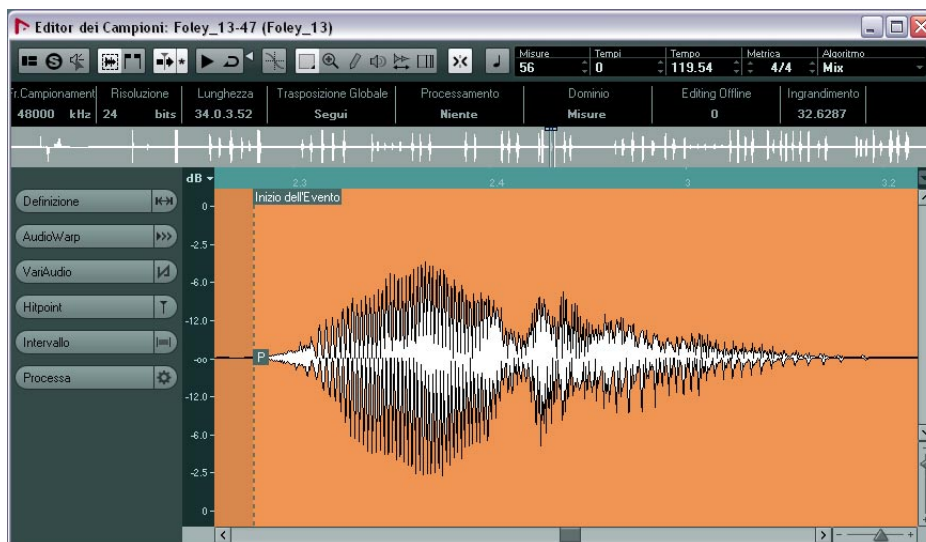 Editor dei Campioni: Foley_13-47 (Foley_13)
Misure Tempi Tempo Metrica Algoritmo
56 0 119.54 4/4 Mix
Fr.Campionament Risoluzione Lunghezza Trasposizione Globale Processamento Dominio Editing Offline Ingrandimento
48000 kHz 24 bits 34.0.3.52 Segui Niente Misure 0 32.6287
dB 2.3 2.4 3 3.2
Inizio dell'Evento
Definizione
AudioWarp
VariAudio
Hitpoint
Intervallo
Processa
0
-2.5
-6.0
-12.0
-oo
-12.0
-6.0
-2.5
0
P